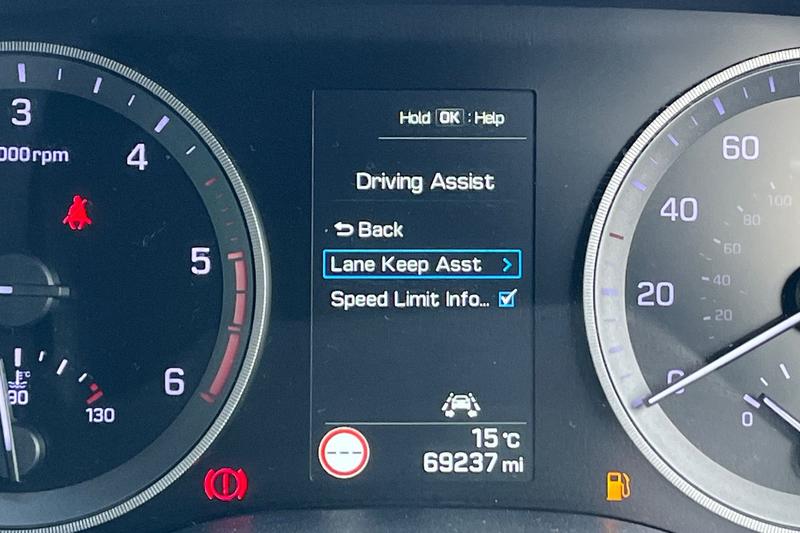 3
000rpm
4
5
6
90
°C
130
Hold OK : Help
Driving Assist
Back
Lane Keep Asst >
Speed Limit Info...
15°C
69237 mi
60
40
20
0
100
80
60
40
20
0